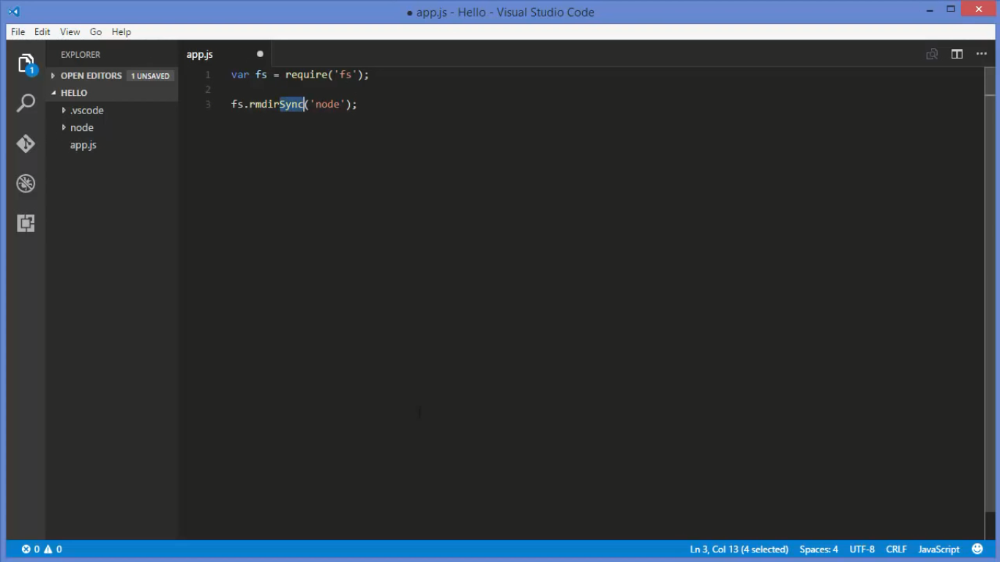 ● app.js - Hello - Visual Studio Code
File Edit View Go Help
EXPLORER
app.js
OPEN EDITORS 1 UNSAVED
HELLO
.vscode
node
app.js
1
1 var fs = require('fs');
2
3 fs.rmdirSync('node');
0 0
Ln 3, Col 13 (4 selected) Spaces: 4 UTF-8 CRLF JavaScript